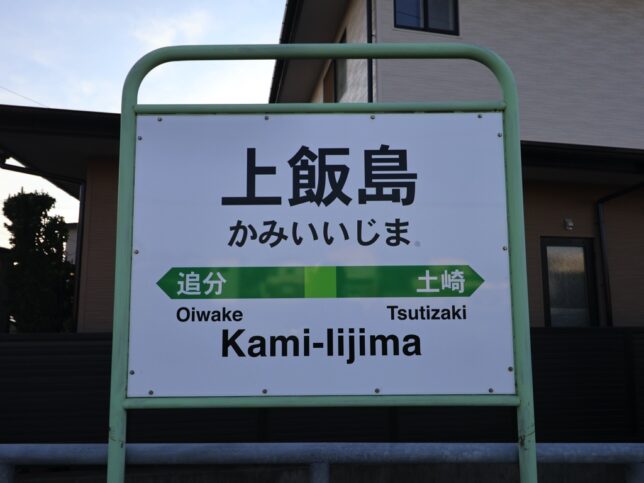 上飯島
かみいいじま
追分 土崎
Oiwake Tsutizaki
Kami-Iijima